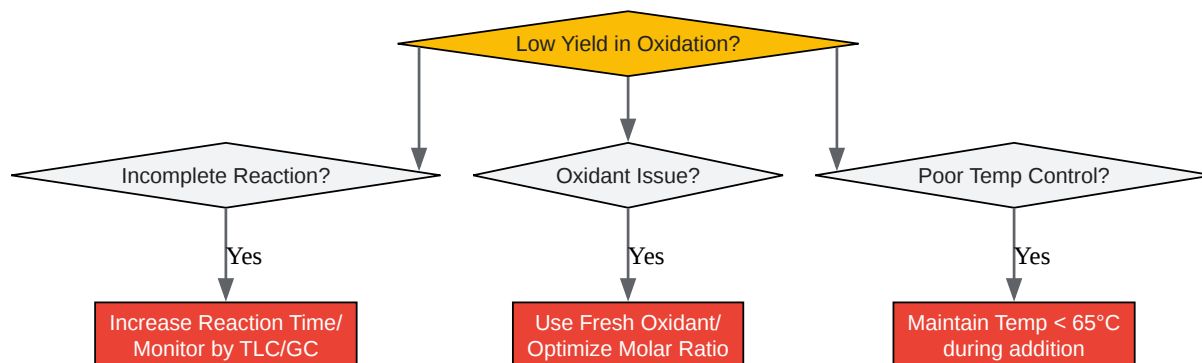 Low Yield in Oxidation?
Incomplete Reaction?
Oxidant Issue?
Poor Temp Control?
Yes
Yes
Yes
Increase Reaction Time/
Monitor by TLC/GC
Use Fresh Oxidant/
Optimize Molar Ratio
Maintain Temp < 65°C
during addition